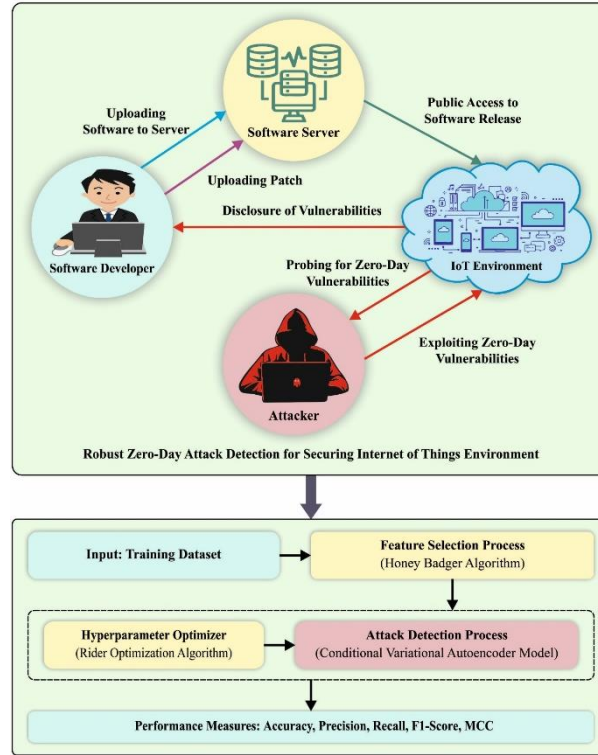 Software Server
Uploading
Software to Server
Public Access to
Software Release
Uploading Patch
Disclosure of Vulnerabilities
Software Developer
IoT Environment
Probing for Zero-Day
Vulnerabilities
Exploiting Zero-Day
Vulnerabilities
Attacker
Robust Zero-Day Attack Detection for Securing Internet of Things Environment
Input: Training Dataset
Feature Selection Process
(Honey Badger Algorithm)
Hyperparameter Optimizer
(Rider Optimization Algorithm)
Attack Detection Process
(Conditional Variational Autoencoder Model)
Performance Measures: Accuracy, Precision, Recall, F1-Score, MCC